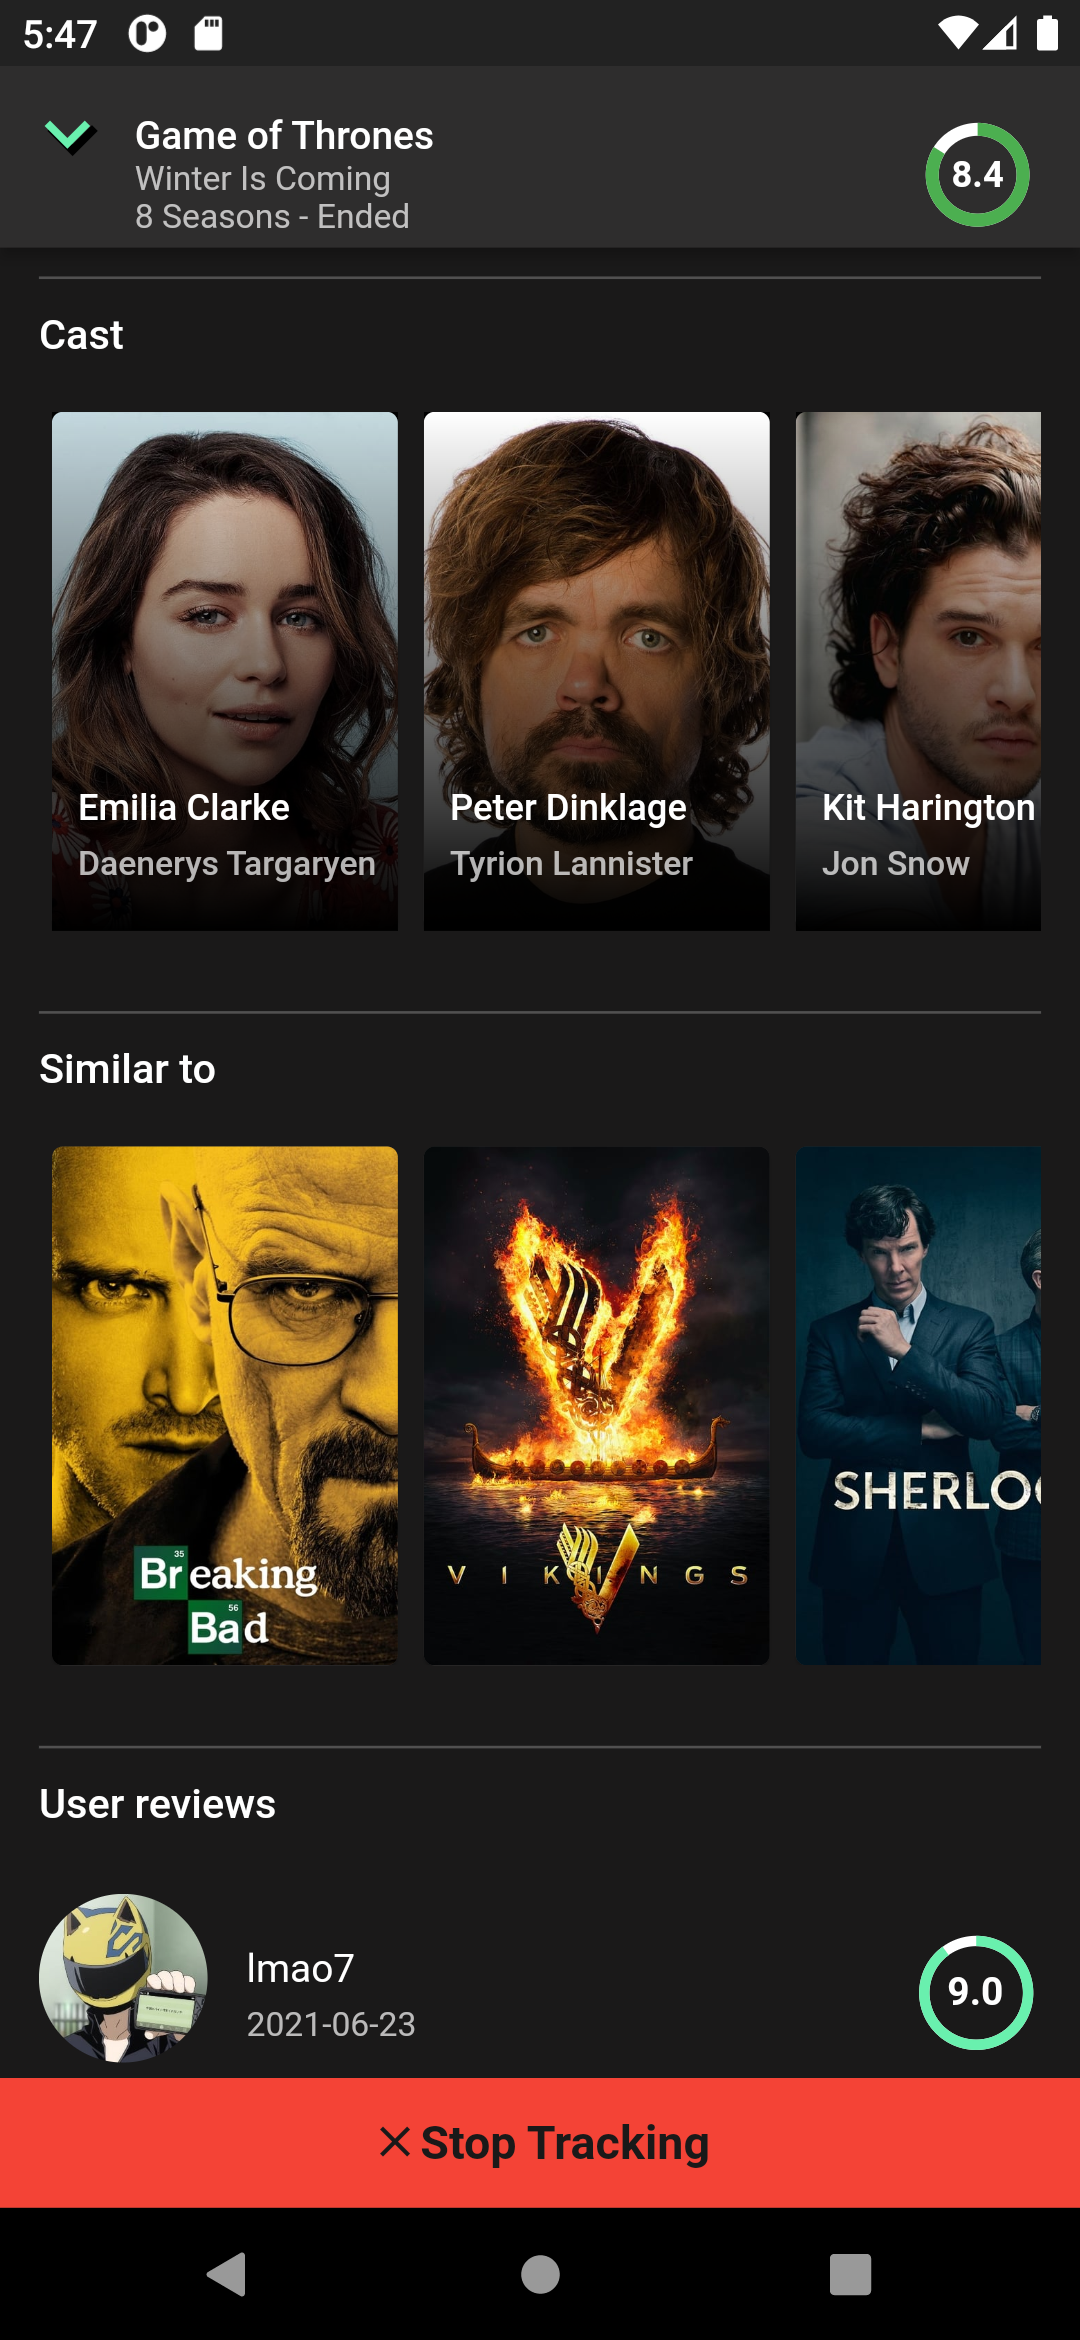 5:47
Game of Thrones
Winter Is Coming
8 Seasons - Ended
8.4
Cast
Emilia Clarke
Daenerys Targaryen
Peter Dinklage
Tyrion Lannister
Kit Harington
Jon Snow
Similar to
35
Breaking
56
Bad
VIKINGS
SHERLO
User reviews
lmao7
2021-06-23
9.0
Stop Tracking